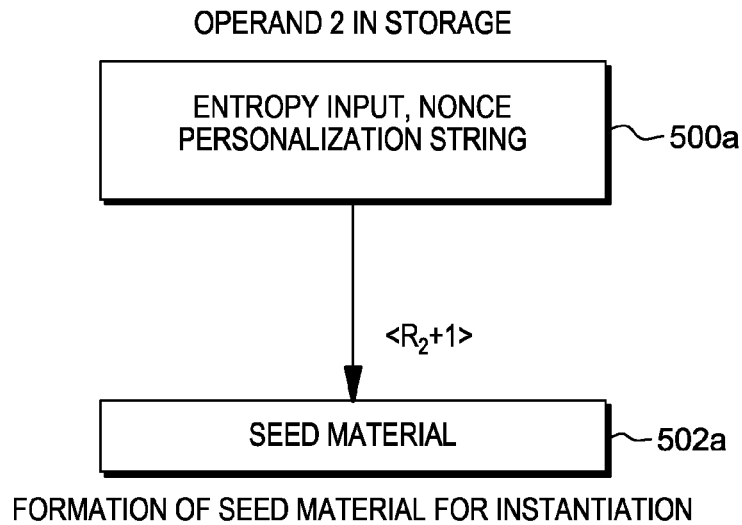 OPERAND 2 IN STORAGE
ENTROPY INPUT, NONCE
PERSONALIZATION STRING
500a
<R₂+1>
SEED MATERIAL
502a
FORMATION OF SEED MATERIAL FOR INSTANTIATION